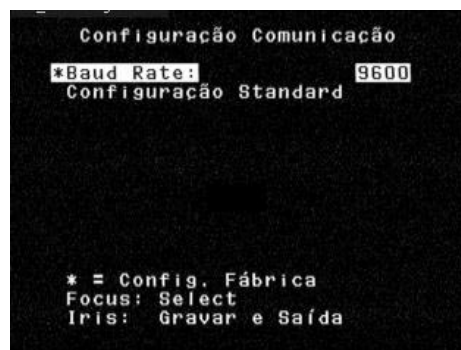 Configuração Comunicação
*Baud Rate: 9600
Configuração Standard
* = Config. Fábrica
Focus: Select
Iris: Gravar e Saída